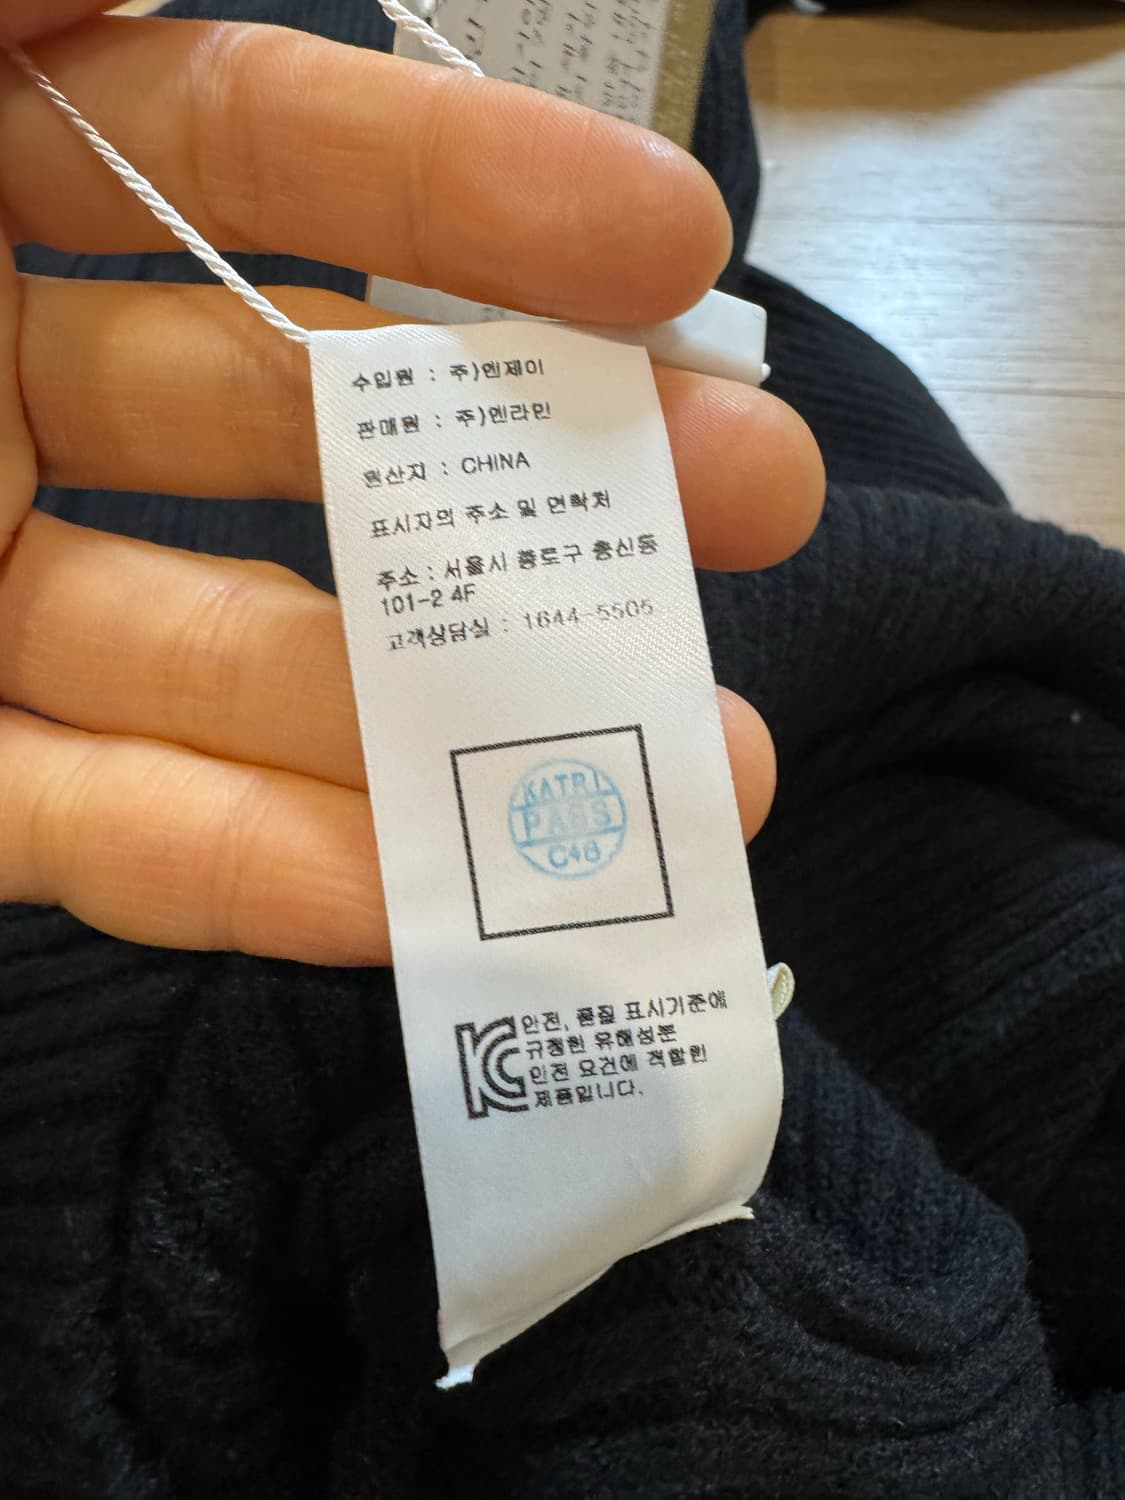 수입원 : 주)엔제이
판매원 : 주)엔라인
원산지 : CHINA
표시자의 주소 및 연락처
주소 : 서울시 종로구 충신동
101-2 4F
고객상담실 : 1644-5505
KATRI
PASS
C48
안전, 품질 표시기준에
규정한 유해성분
안전 요건에 적합한
제품입니다.